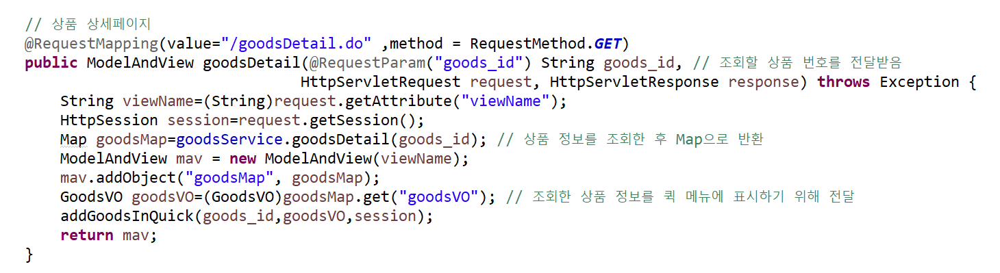 // 상품 상세페이지
@RequestMapping(value="/goodsDetail.do" ,method = RequestMethod.GET)
public ModelAndView goodsDetail(@RequestParam("goods_id") String goods_id, // 조회할 상품 번호를 전달받음
HttpServletRequest request, HttpServletResponse response) throws Exception {
String viewName=(String)request.getAttribute("viewName");
HttpSession session=request.getSession();
Map goodsMap=goodsService.goodsDetail(goods_id); // 상품 정보를 조회한 후 Map으로 반환
ModelAndView mav = new ModelAndView(viewName);
mav.addObject("goodsMap", goodsMap);
GoodsVO goodsVO=(GoodsVO)goodsMap.get("goodsVO"); // 조회한 상품 정보를 퀵 메뉴에 표시하기 위해 전달
addGoodsInQuick(goods_id,goodsVO,session);
return mav;
}